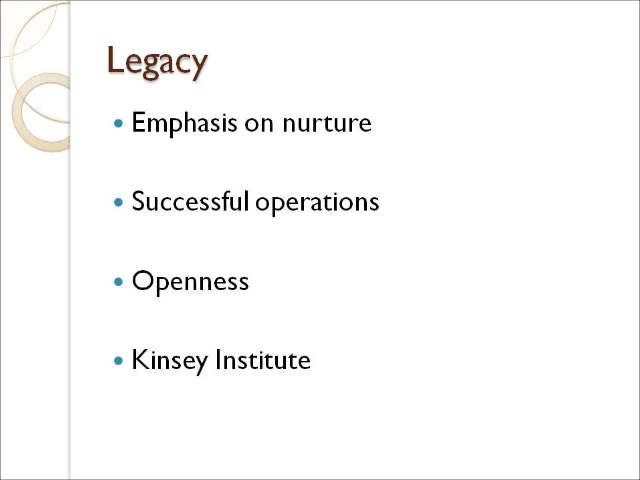 Legacy
• Emphasis on nurture
• Successful operations
• Openness
• Kinsey Institute